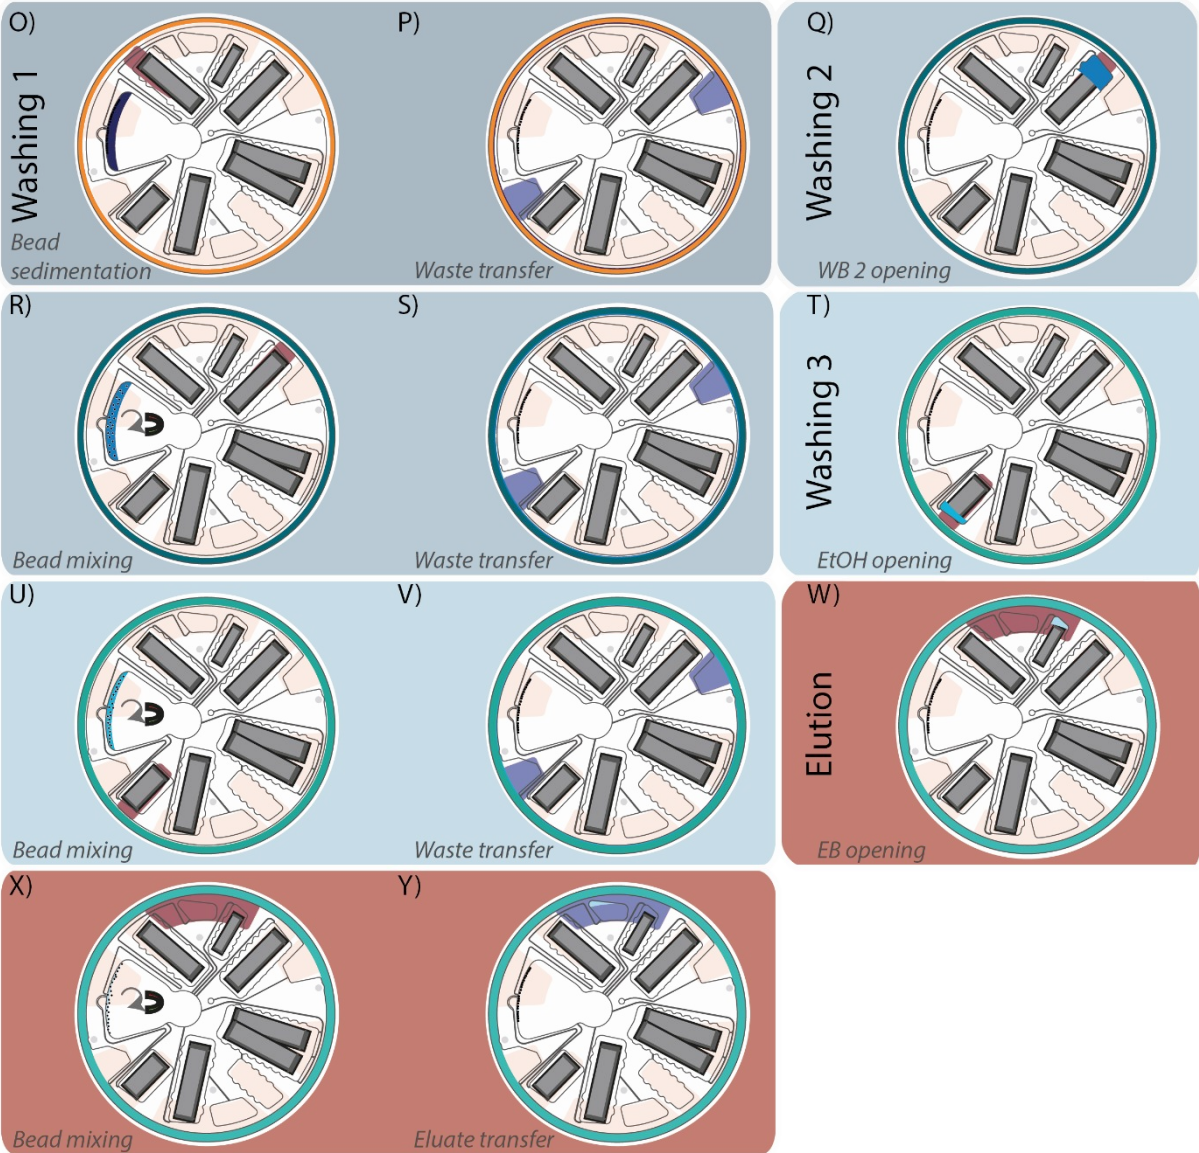 O)
P)
Q)
Washing 1
Washing 2
Bead
sedimentation
Waste transfer
WB 2 opening
R)
S)
T)
Washing 3
Bead mixing
Waste transfer
EtOH opening
U)
V)
W)
Elution
Bead mixing
Waste transfer
EB opening
X)
Y)
Bead mixing
Eluate transfer